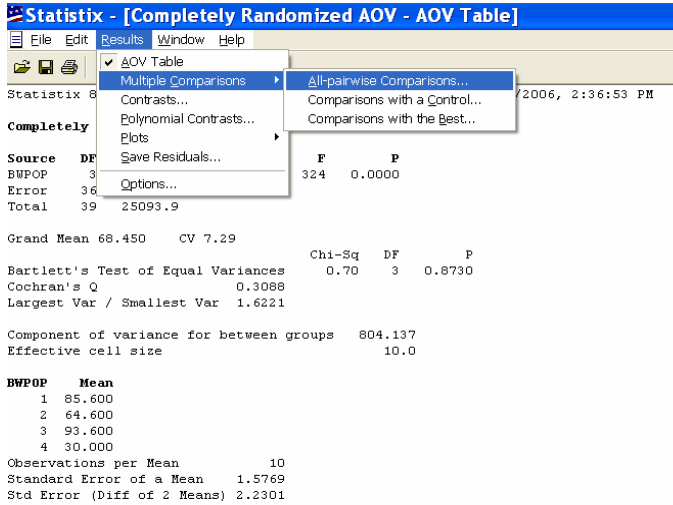 Statistix - [Completely Randomized AOV - AOV Table]
File Edit Results Window Help
AOV Table
Multiple Comparisons
Contrasts...
Polynomial Contrasts...
Plots
Save Residuals...
Options...
All-pairwise Comparisons...
Comparisons with a Control...
Comparisons with the Best...
Statistix 8 /2006, 2:36:53 PM
Completely
Source DF F P
BWPOP 3 324 0.0000
Error 36
Total 39 25093.9
Grand Mean 68.450 CV 7.29
Chi-Sq DF P
Bartlett's Test of Equal Variances 0.70 3 0.8730
Cochran's Q 0.3088
Largest Var / Smallest Var 1.6221
Component of variance for between groups 804.137
Effective cell size 10.0
BWPOP Mean
1 85.600
2 64.600
3 93.600
4 30.000
Observations per Mean 10
Standard Error of a Mean 1.5769
Std Error (Diff of 2 Means) 2.2301